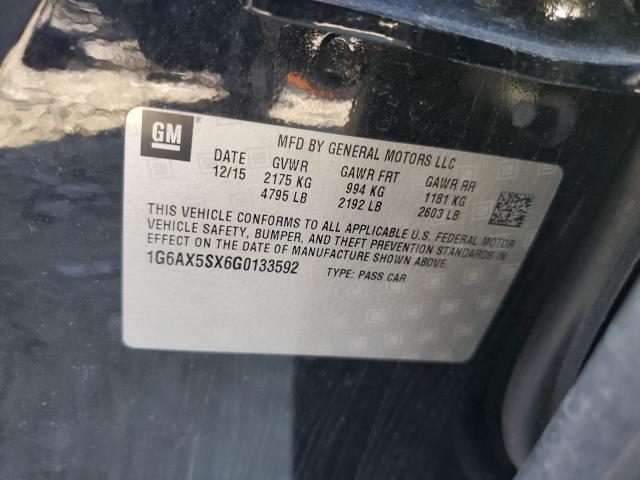 GM
MFD BY GENERAL MOTORS LLC
DATE GVWR GAWR FRT GAWR RR
12/15 2175 KG 994 KG 1181 KG
4795 LB 2192 LB 2603 LB
THIS VEHICLE CONFORMS TO ALL APPLICABLE U.S. FEDERAL MOTOR
VEHICLE SAFETY, BUMPER, AND THEFT PREVENTION STANDARDS IN
EFFECT ON THE DATE OF MANUFACTURE SHOWN ABOVE.
1G6AX5SX6G0133592 TYPE: PASS CAR